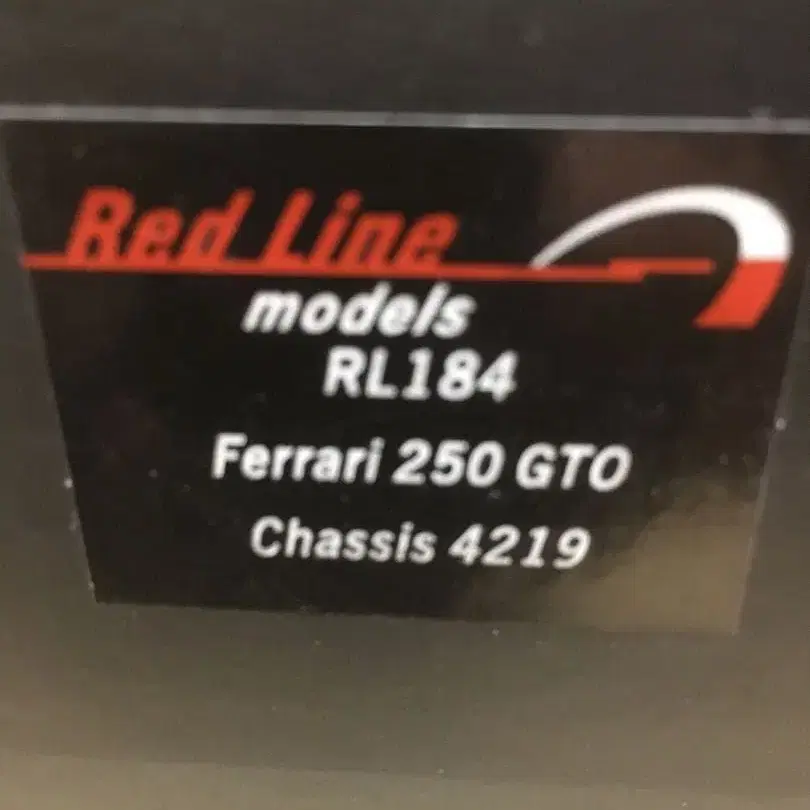 Red Line
models
RL184
Ferrari 250 GTO
Chassis 4219